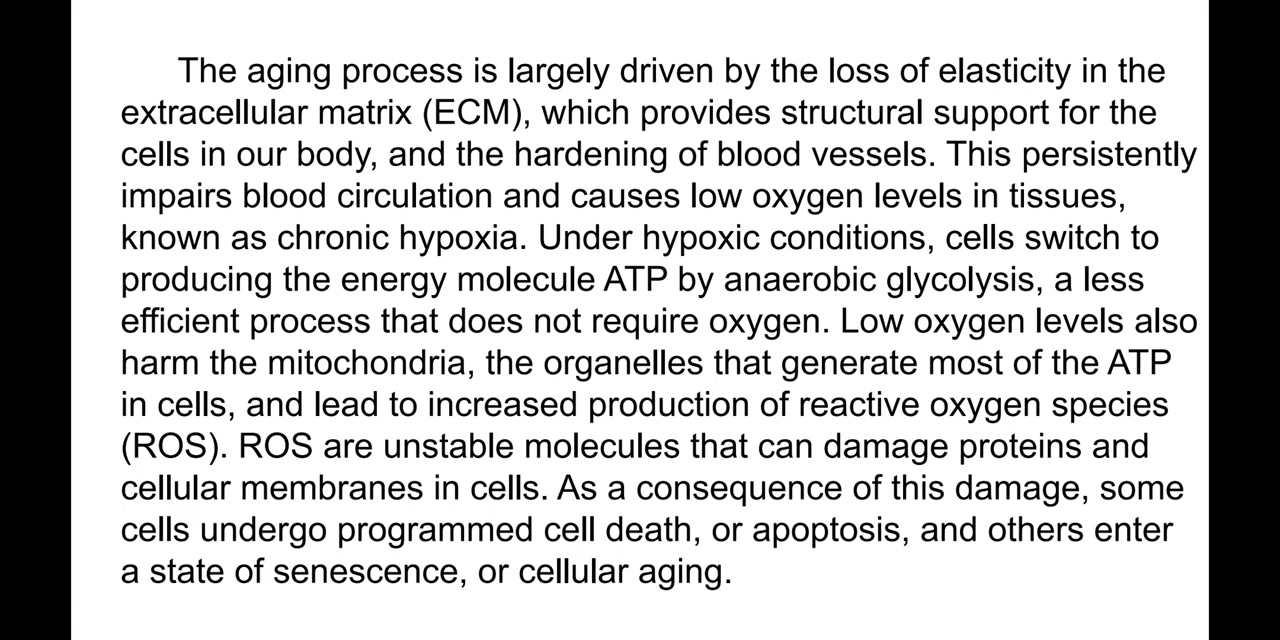 The aging process is largely driven by the loss of elasticity in the
extracellular matrix (ECM), which provides structural support for the
cells in our body, and the hardening of blood vessels. This persistently
impairs blood circulation and causes low oxygen levels in tissues,
known as chronic hypoxia. Under hypoxic conditions, cells switch to
producing the energy molecule ATP by anaerobic glycolysis, a less
efficient process that does not require oxygen. Low oxygen levels also
harm the mitochondria, the organelles that generate most of the ATP
in cells, and lead to increased production of reactive oxygen species
(ROS). ROS are unstable molecules that can damage proteins and
cellular membranes in cells. As a consequence of this damage, some
cells undergo programmed cell death, or apoptosis, and others enter
a state of senescence, or cellular aging.